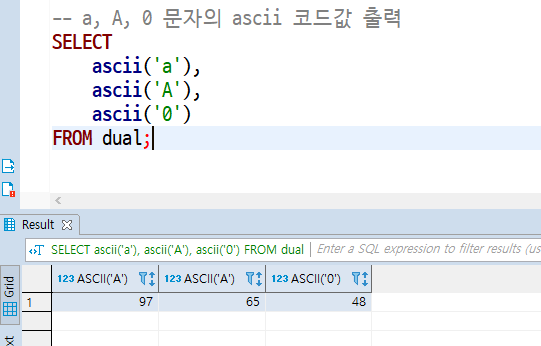 -- a, A, 0 문자의 ascii 코드값 출력
SELECT
ascii('a'),
ascii('A'),
ascii('0')
FROM dual;
Result
SELECT ascii('a'), ascii('A'), ascii('0') FROM dual
Enter a SQL expression to filter results (us
Grid
123 ASCII('A') 123 ASCII('A') 123 ASCII('0')
1 97 65 48
xt